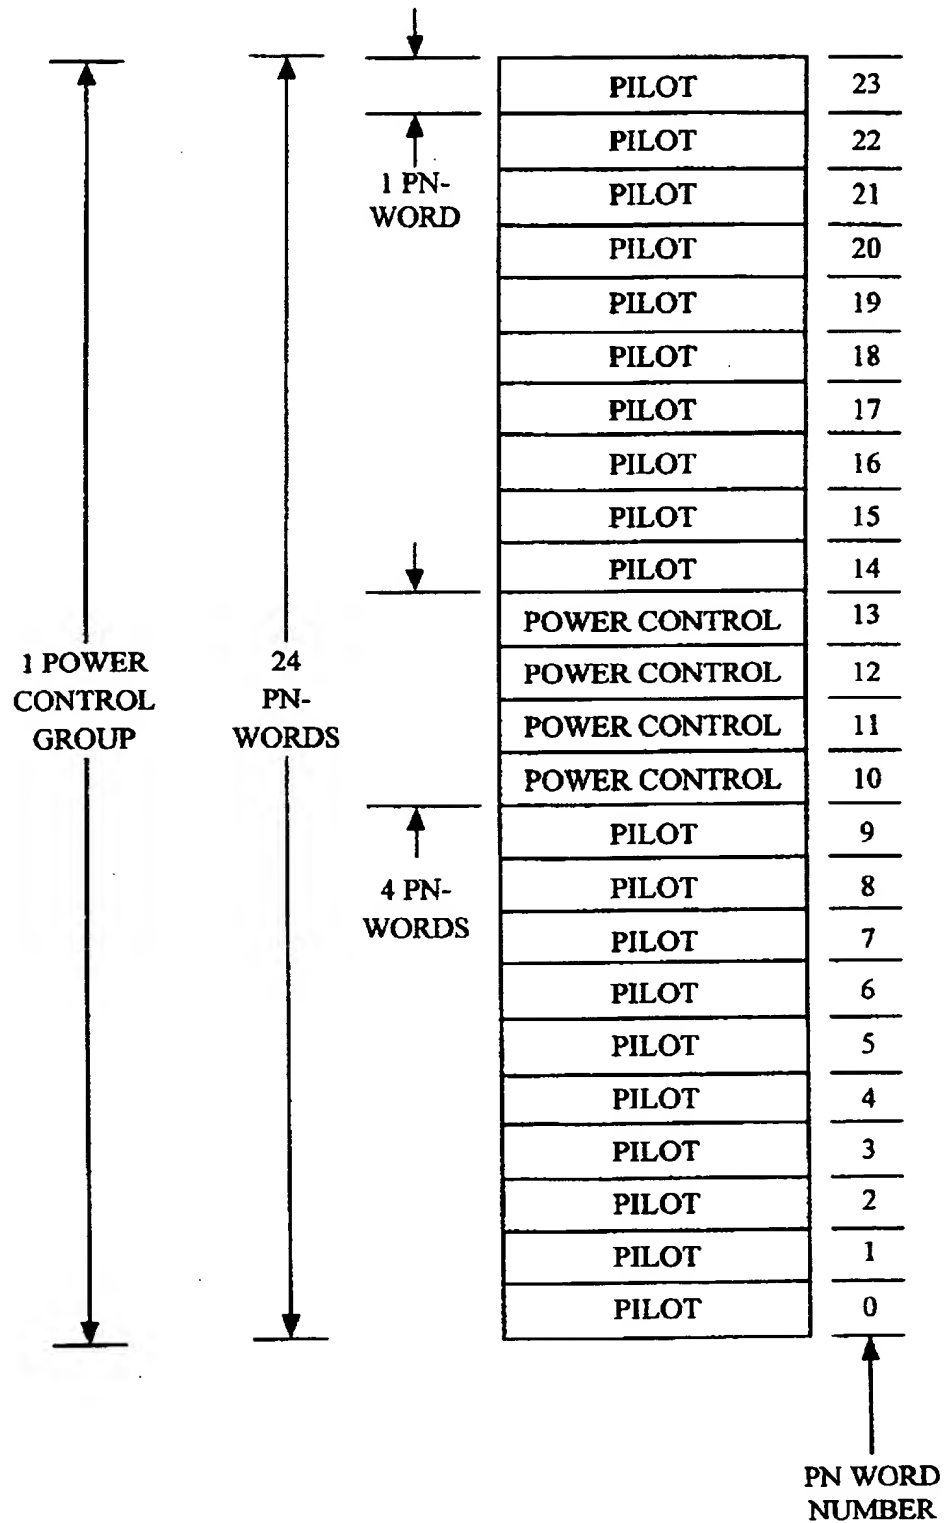 PILOT 23
PILOT 22
1 PN-
WORD
PILOT 21
PILOT 20
PILOT 19
PILOT 18
PILOT 17
PILOT 16
PILOT 15
PILOT 14
POWER CONTROL 13
1 POWER
CONTROL
GROUP
24
PN-
WORDS
POWER CONTROL 12
POWER CONTROL 11
POWER CONTROL 10
PILOT 9
4 PN-
WORDS
PILOT 8
PILOT 7
PILOT 6
PILOT 5
PILOT 4
PILOT 3
PILOT 2
PILOT 1
PILOT 0
PN WORD
NUMBER